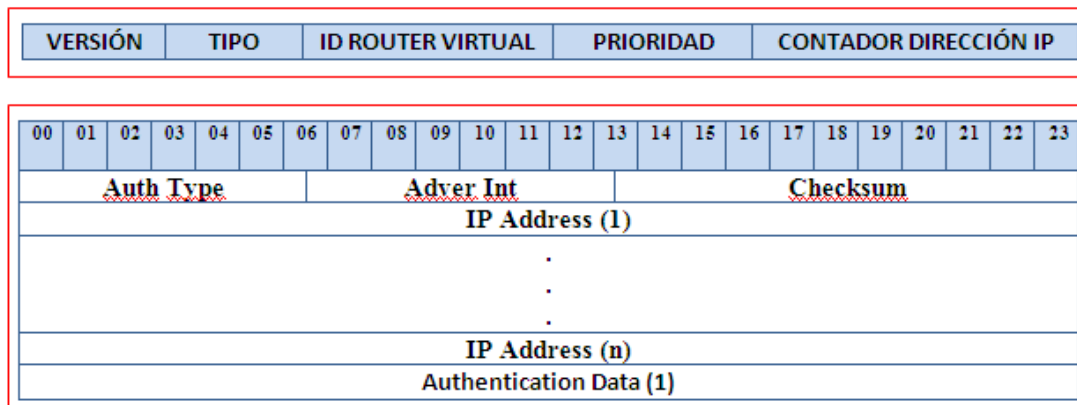 VERSIÓN TIPO ID ROUTER VIRTUAL PRIORIDAD CONTADOR DIRECCIÓN IP
00 01 02 03 04 05 06 07 08 09 10 11 12 13 14 15 16 17 18 19 20 21 22 23
Auth Type Adver Int Checksum
IP Address (1)
.
.
.
IP Address (n)
Authentication Data (1)